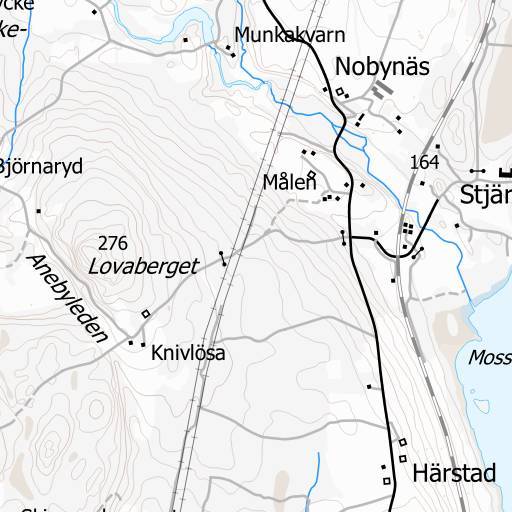 Munkakvarn
Nobynäs
Björnaryd
164
Målen
Stjär
276
Lovaberget
Anebyleden
Knivlösa
Moss
Härstad